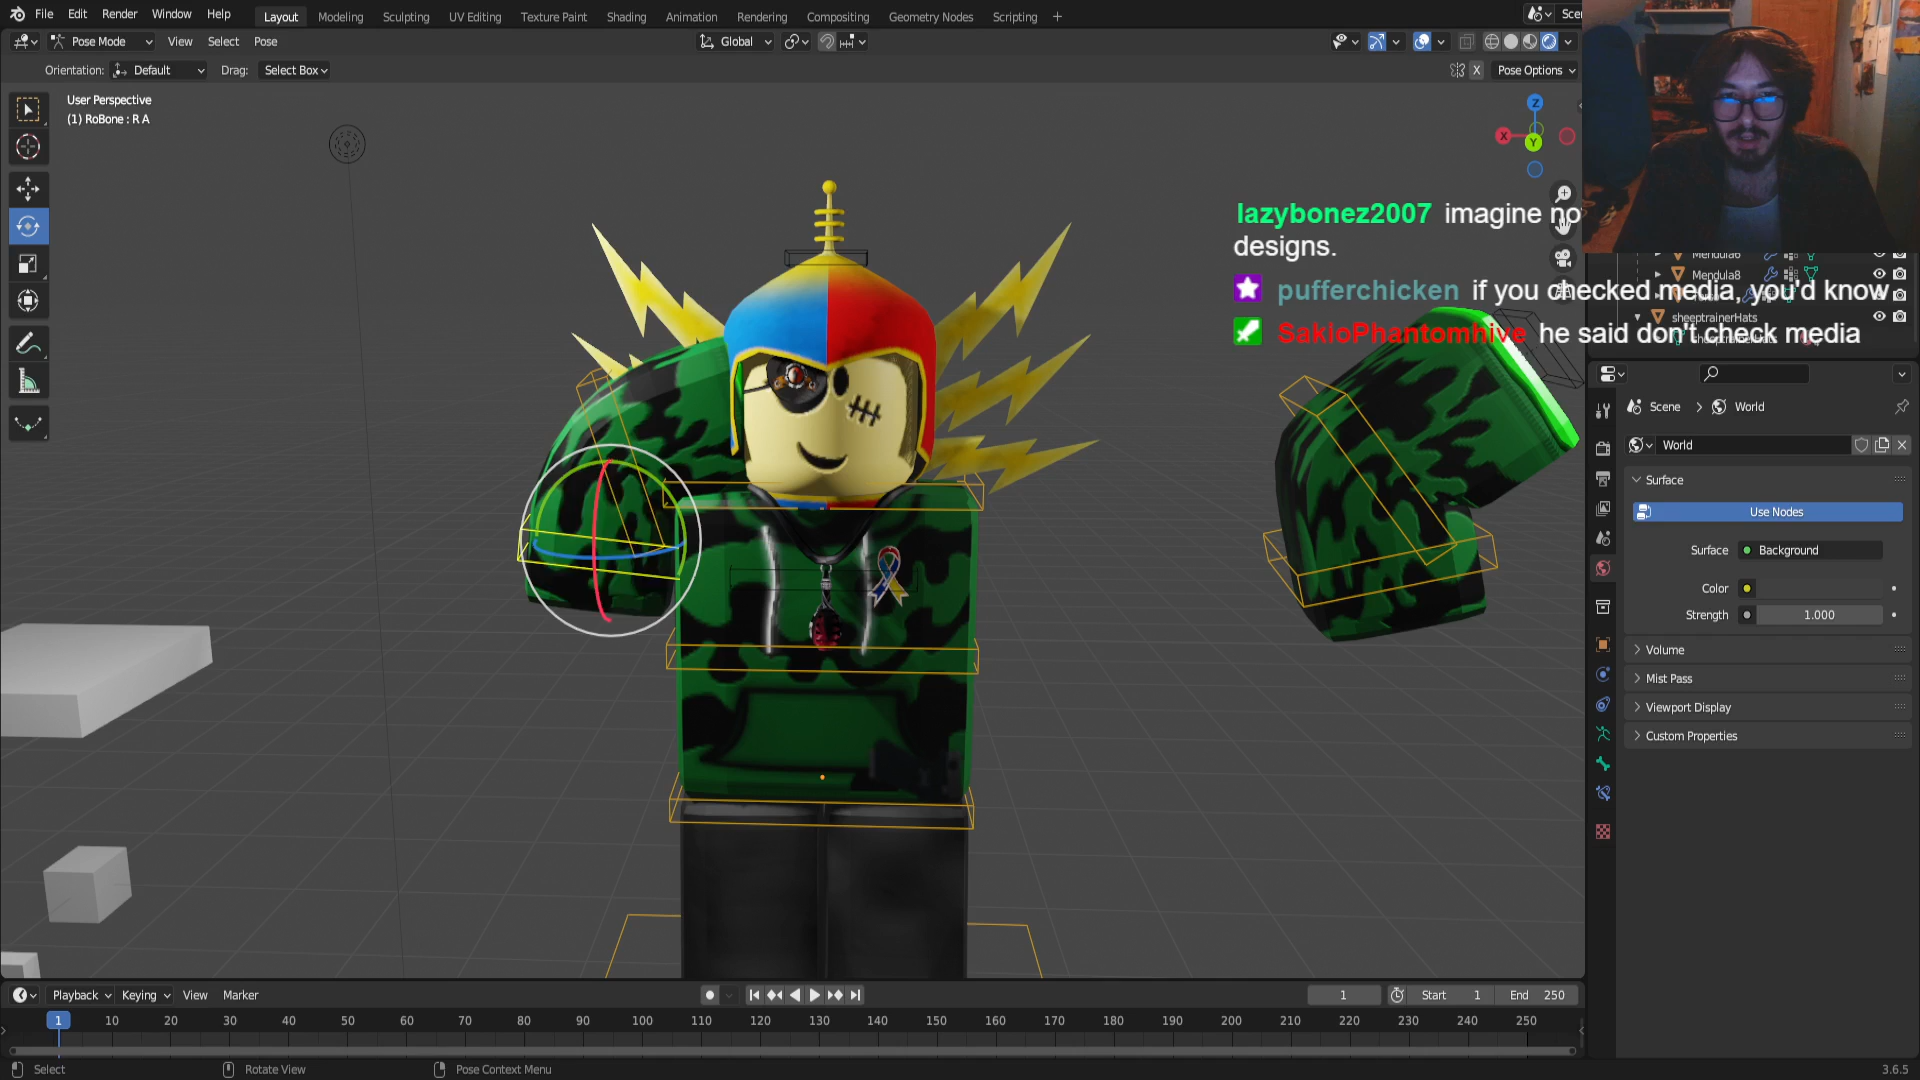 File Edit Render Window Help
Layout Modeling Sculpting UV Editing Texture Paint Shading Animation Rendering Compositing Geometry Nodes Scripting +
Pose Mode View Select Pose
Global
Orientation: Default Drag: Select Box
X Pose Options
User Perspective
(1) RoBone : R A
Z
X
Y
lazybonez2007 imagine
designs.
pufferchicken if you checked media, you'd know
SakioPhantomhive he said don't check media
Mendula6
Mendula8
sheeptrainerHats
Scene > World
World
Surface
Use Nodes
Surface Background
Color
Strength 1.000
Volume
Mist Pass
Viewport Display
Custom Properties
Playback Keying View Marker
1 Start 1 End 250
1 10 20 30 40 50 60 70 80 90 100 110 120 130 140 150 160 170 180 190 200 210 220 230 240 250
Select Rotate View Pose Context Menu
3.6.5